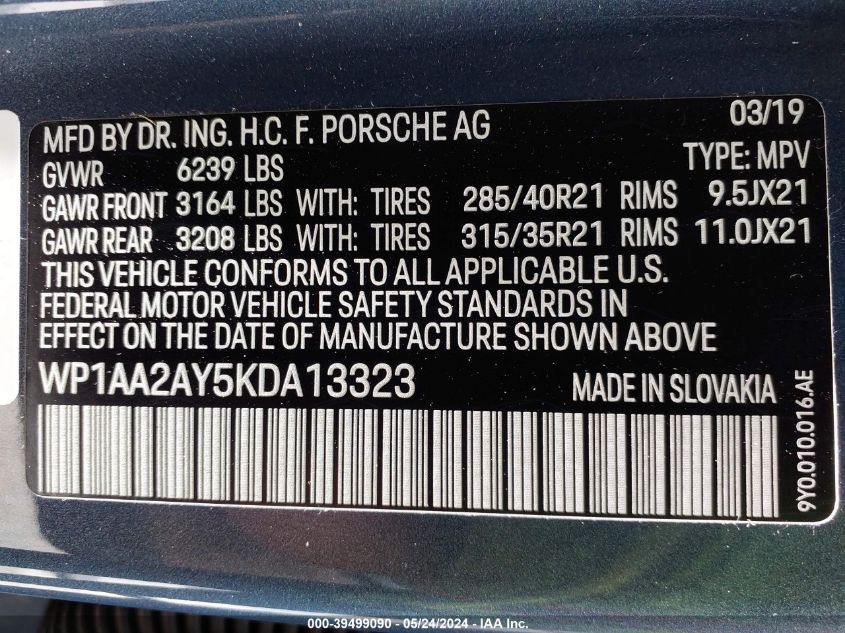 03/19
MFD BY DR. ING. H.C. F. PORSCHE AG
TYPE: MPV
GVWR 6239 LBS
GAWR FRONT 3164 LBS WITH: TIRES 285/40R21 RIMS 9.5JX21
GAWR REAR 3208 LBS WITH: TIRES 315/35R21 RIMS 11.0JX21
THIS VEHICLE CONFORMS TO ALL APPLICABLE U.S.
FEDERAL MOTOR VEHICLE SAFETY STANDARDS IN
EFFECT ON THE DATE OF MANUFACTURE SHOWN ABOVE
WP1AA2AY5KDA13323 MADE IN SLOVAKIA
9Y0.010.016.AE
000-39499090 - 05/24/2024 - IAA Inc.